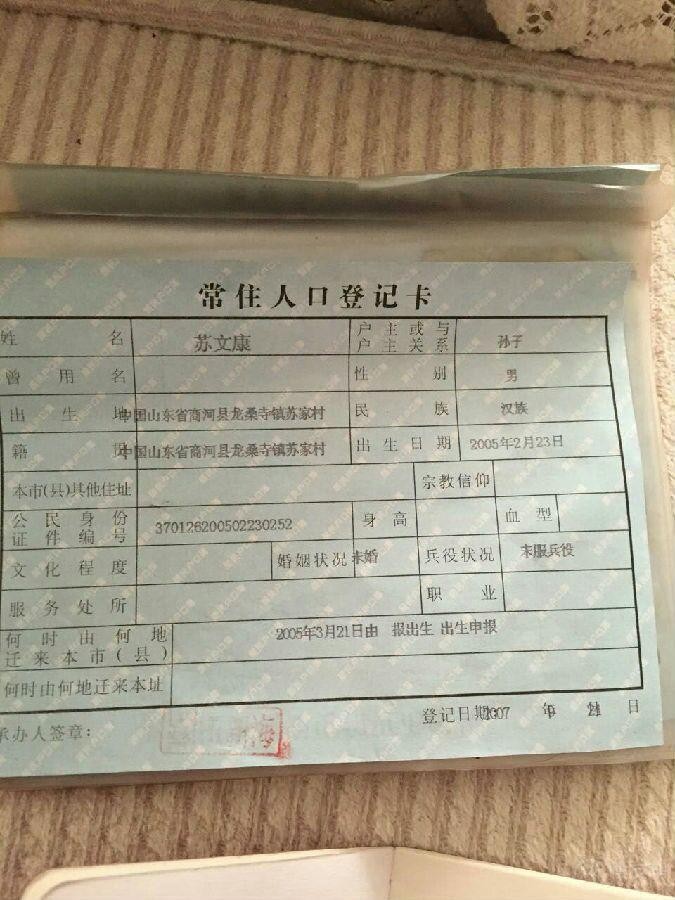 常住人口登记卡
姓名 苏文康 户主或与户主关系 孙子
曾用名 性别 男
出生地 中国山东省商河县龙桑寺镇苏家村 民族 汉族
籍贯 中国山东省商河县龙桑寺镇苏家村 出生日期 2005年2月23日
本市(县)其他住址 宗教信仰
公民身份证件编号 370126200502230252 身高 血型
文化程度 婚姻状况 未婚 兵役状况 未服兵役
服务处所 职业
何时由何地迁来本市(县) 2005年3月21日由 报出生 出生申报
何时由何地迁来本址
承办人签章: 登记日期: 2007 年 日